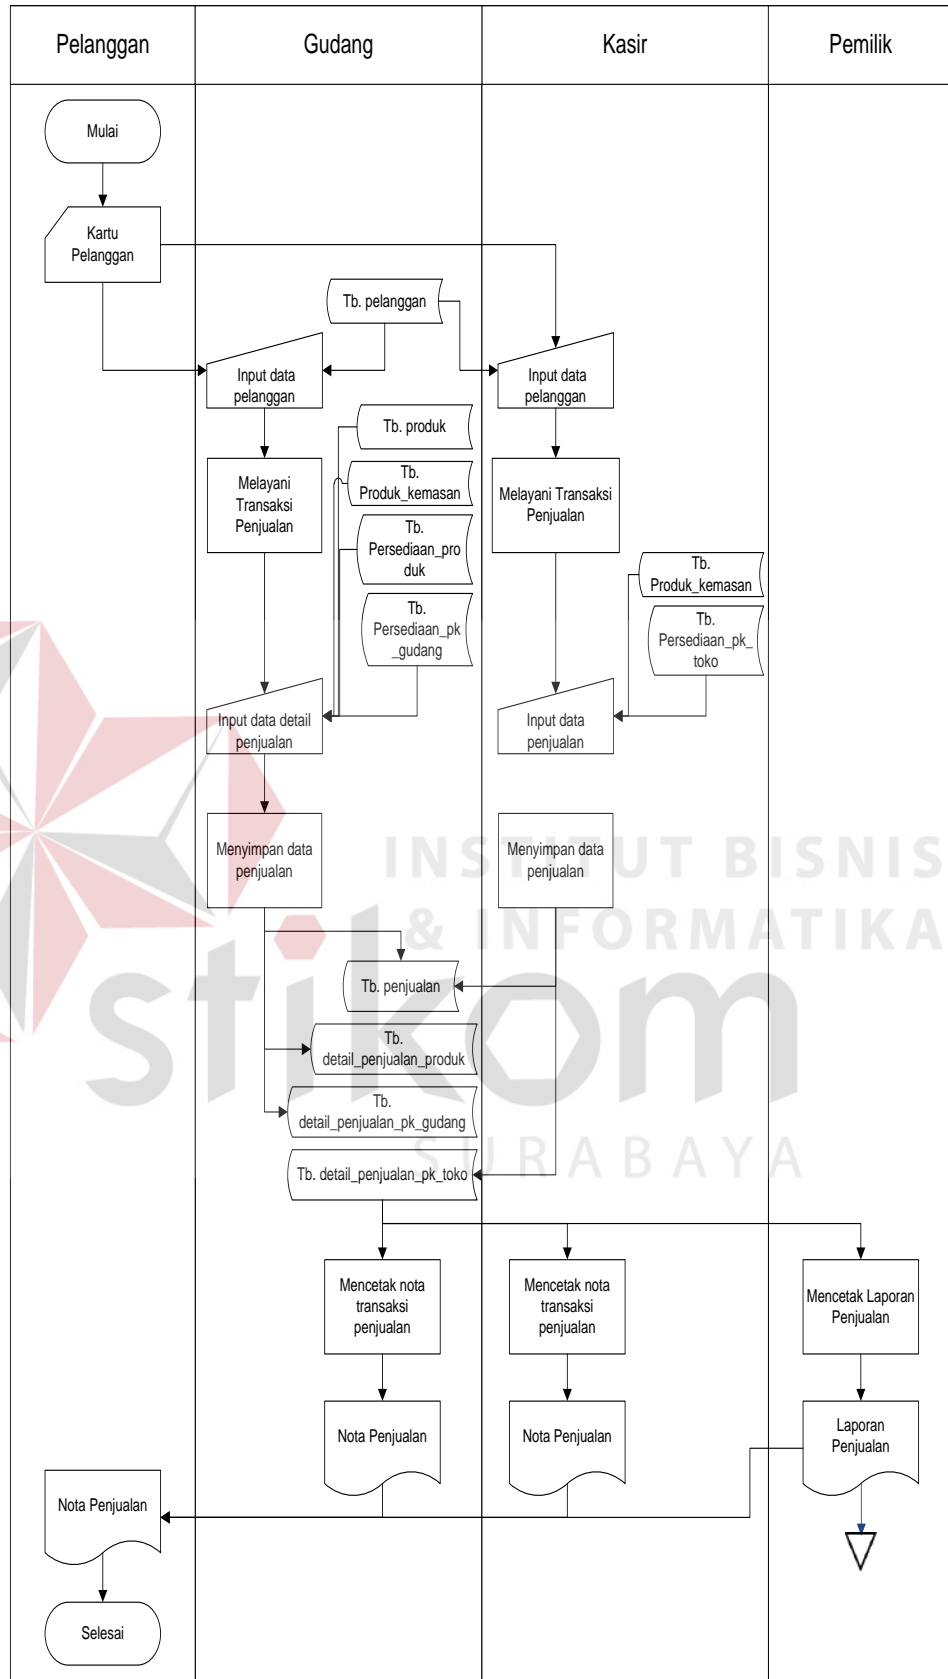 Pelanggan
Gudang
Kasir
Pemilik
Mulai
Kartu
Pelanggan
Tb. pelanggan
Input data
pelanggan
Input data
pelanggan
Tb. produk
Melayani
Transaksi
Penjualan
Tb.
Produk_kemasan
Melayani Transaksi
Penjualan
Tb.
Persediaan_pro
duk
Tb.
Produk_kemasan
Tb.
Persediaan_pk
_gudang
Tb.
Persediaan_pk_
toko
Input data detail
penjualan
Input data
penjualan
Menyimpan data
penjualan
Menyimpan data
penjualan
INSTITUT BISNIS
& INFORMATIKA
stikom
SURABAYA
Tb. penjualan
Tb.
detail_penjualan_produk
Tb.
detail_penjualan_pk_gudang
Tb. detail_penjualan_pk_toko
Mencetak nota
transaksi
penjualan
Mencetak nota
transaksi
penjualan
Mencetak Laporan
Penjualan
Nota Penjualan
Nota Penjualan
Laporan
Penjualan
Nota Penjualan
Selesai